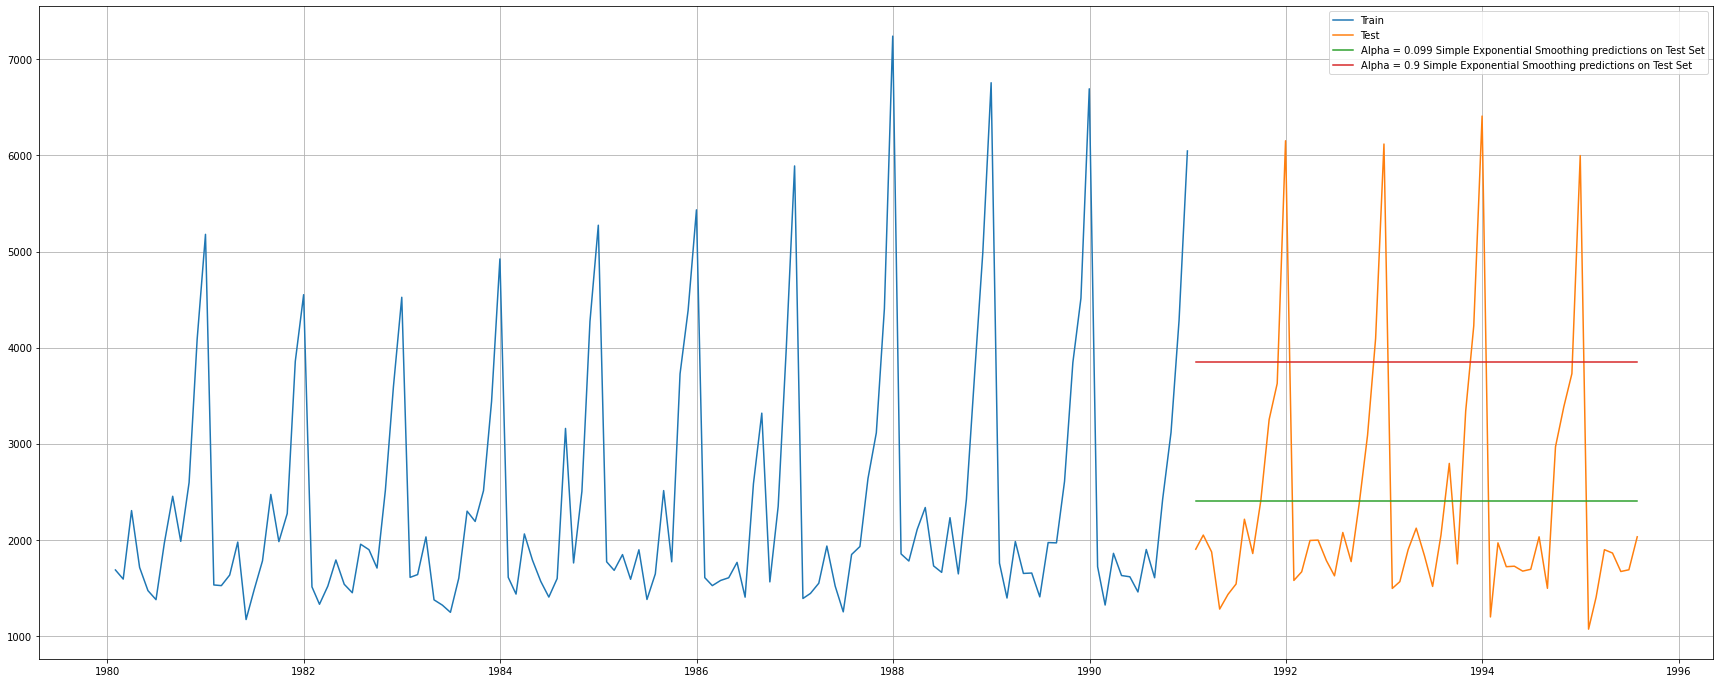 Train
Test
Alpha = 0.099 Simple Exponential Smoothing predictions on Test Set
Alpha = 0.9 Simple Exponential Smoothing predictions on Test Set
7000
6000
5000
4000
3000
2000
1000
1980 1982 1984 1986 1988 1990 1992 1994 1996